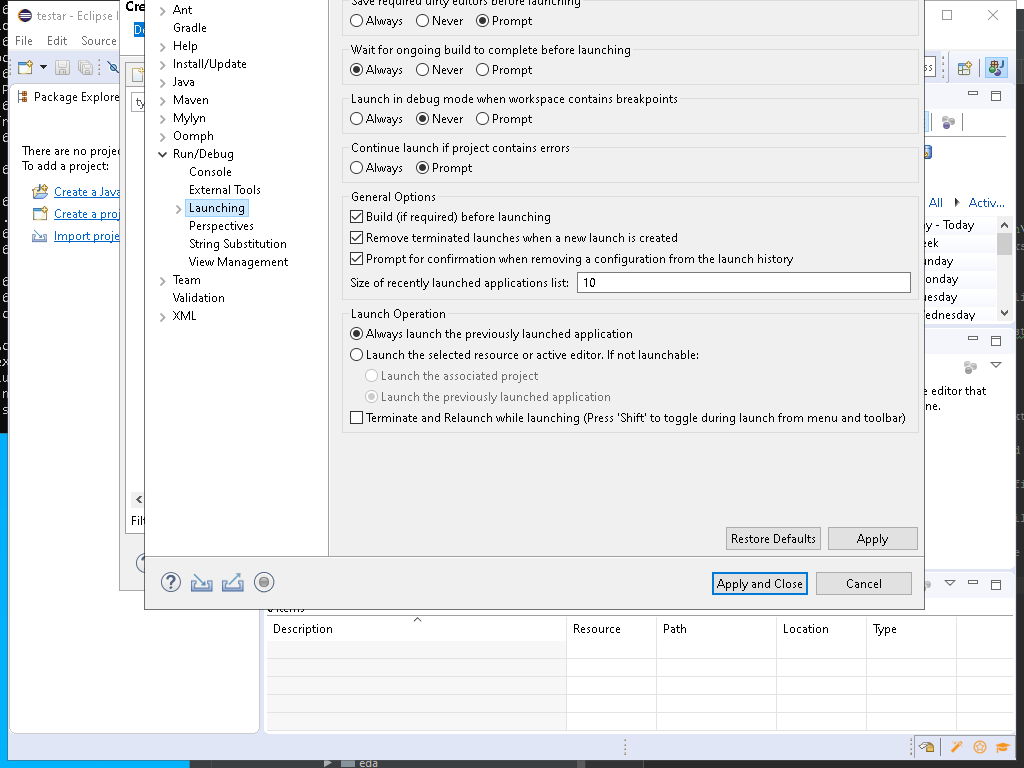 testar - Eclipse I
File Edit Source
Package Explore
There are no projec
To add a project:
Create a Java
Create a proj
Import proje
Cre
De
ty
Filt
Ant
Gradle
Help
Install/Update
Java
Maven
Mylyn
Oomph
Run/Debug
Console
External Tools
Launching
Perspectives
String Substitution
View Management
Team
Validation
XML
Save required dirty editors before launching
Always Never Prompt
Wait for ongoing build to complete before launching
Always Never Prompt
Launch in debug mode when workspace contains breakpoints
Always Never Prompt
Continue launch if project contains errors
Always Prompt
General Options
Build (if required) before launching
Remove terminated launches when a new launch is created
Prompt for confirmation when removing a configuration from the launch history
Size of recently launched applications list: 10
Launch Operation
Always launch the previously launched application
Launch the selected resource or active editor. If not launchable:
Launch the associated project
Launch the previously launched application
Terminate and Relaunch while launching (Press 'Shift' to toggle during launch from menu and toolbar)
Restore Defaults Apply
Apply and Close Cancel
ss
All Activ...
y - Today
eek
unday
onday
uesday
ednesday
e editor that
ne.
items
Description Resource Path Location Type
eda